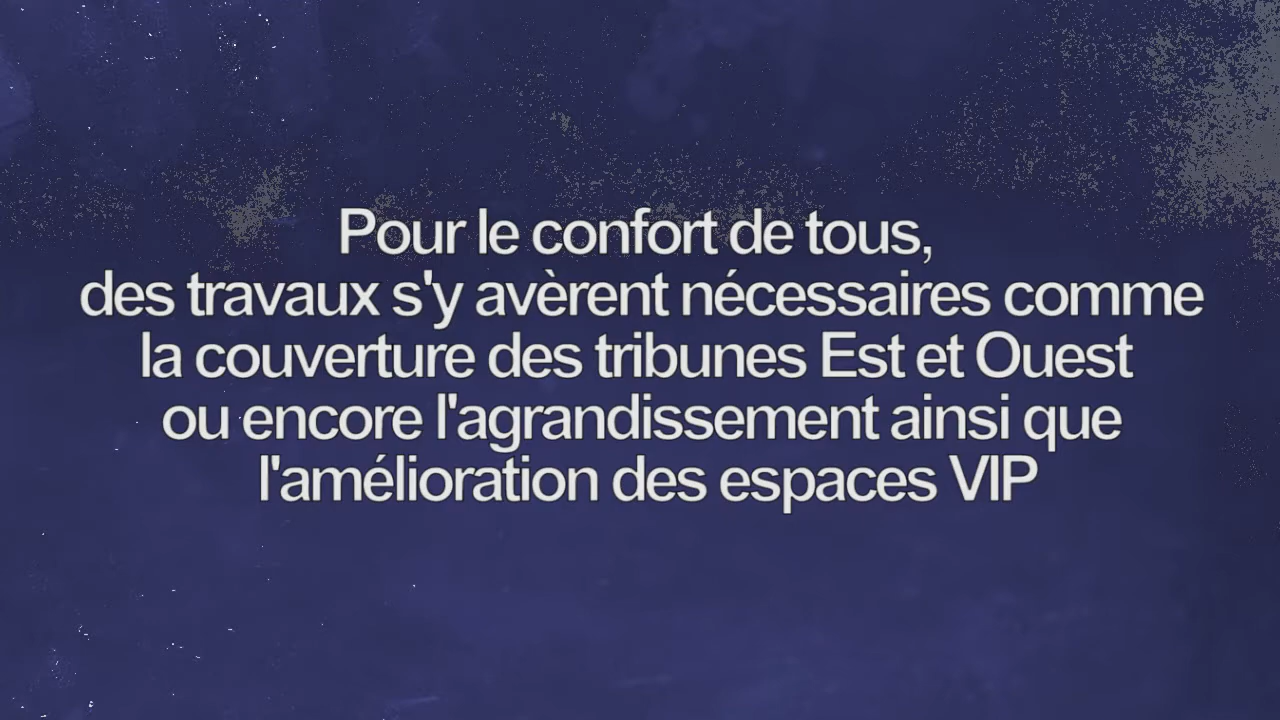 Pour le confort de tous,
des travaux s'y avèrent nécessaires comme
la couverture des tribunes Est et Ouest
ou encore l'agrandissement ainsi que
l'amélioration des espaces VIP